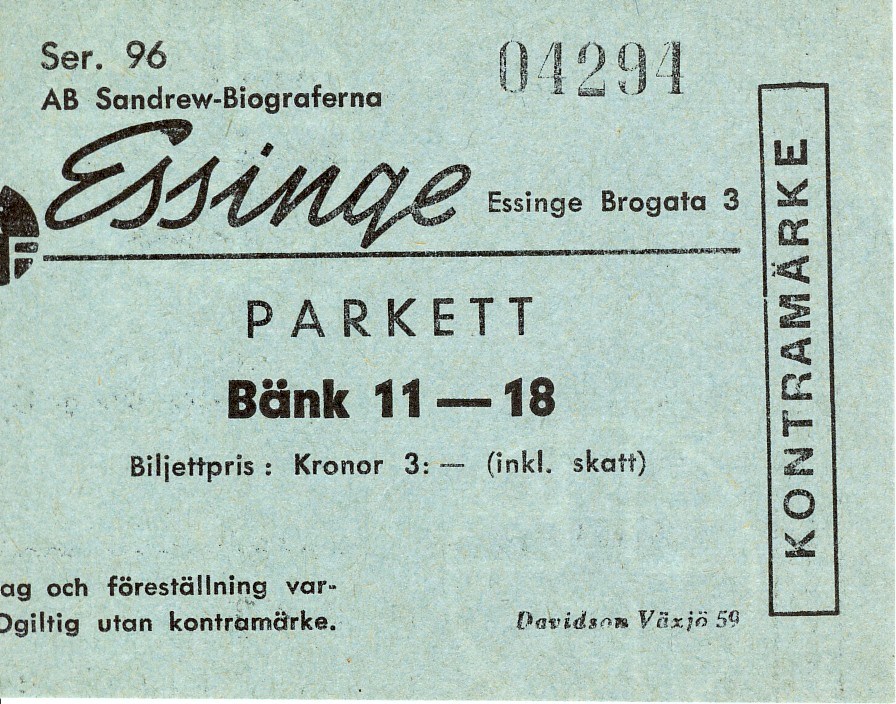 Ser. 96
04294
AB Sandrew-Biograferna
Essinge
Essinge Brogata 3
PARKETT
Bänk 11 — 18
Biljettpris : Kronor 3: — (inkl. skatt)
ag och föreställning var-
Ogiltig utan kontramärke.
Davidson Växjö 59
KONTRAMÄRKE